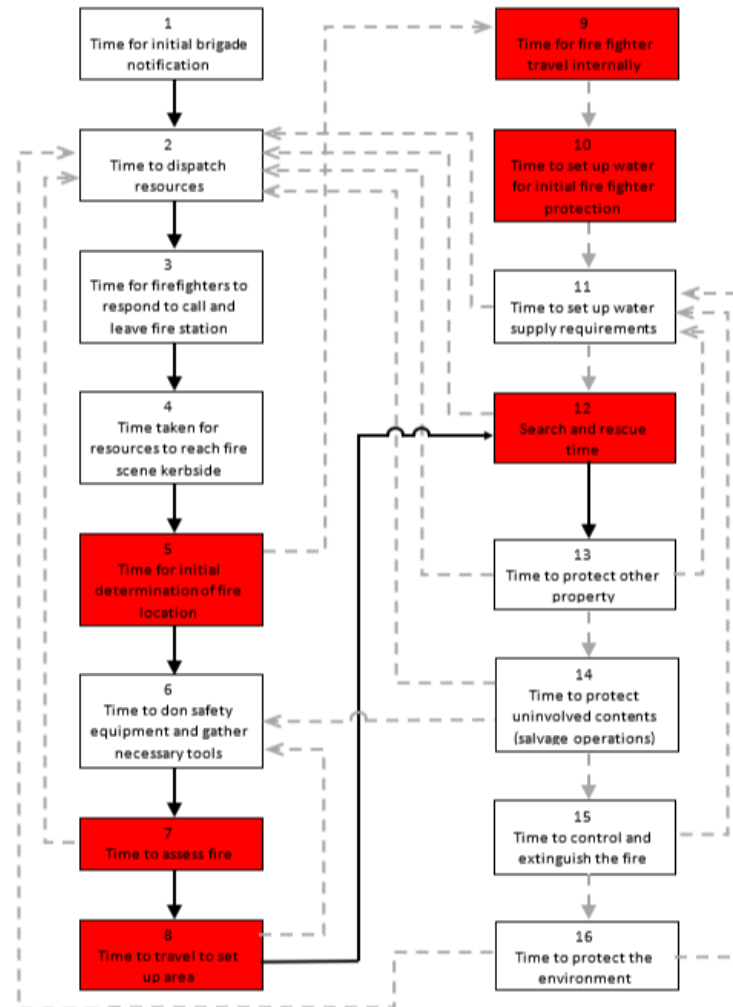 1
Time for initial brigade
notification
2
Time to dispatch
resources
3
Time for firefighters to
respond to call and
leave fire station
4
Time taken for
resources to reach fire
scene kerbside
5
Time for initial
determination of fire
location
6
Time to don safety
equipment and gather
necessary tools
7
Time to assess fire
8
Time to travel to set
up area
9
Time for fire fighter
travel internally
10
Time to set up water
for initial fire fighter
protection
11
Time to set up water
supply requirements
12
Search and rescue
time
13
Time to protect other
property
14
Time to protect
uninvolved contents
(salvage operations)
15
Time to control and
extinguish the fire
16
Time to protect the
environment